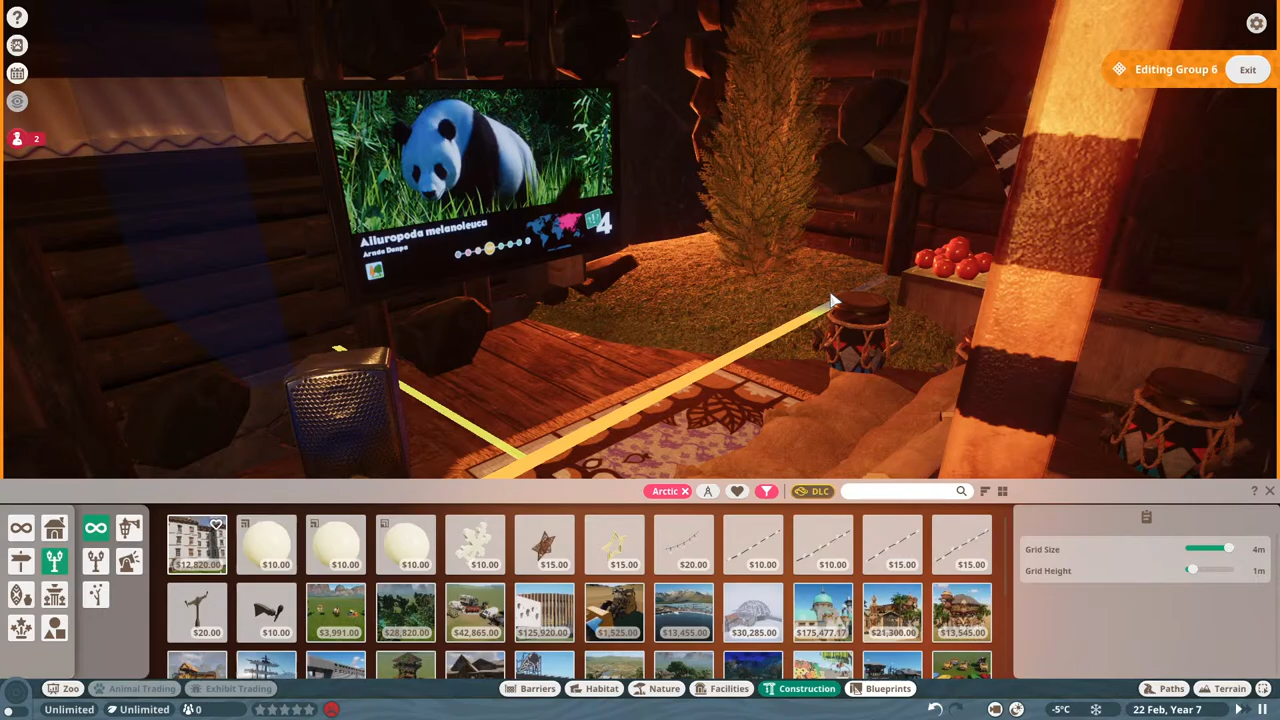 ?
Editing Group 6
Exit
2
Ailuropoda melanoleuca
4
Arctic ×
DLC
? ×
$12,820.00
$10.00
$10.00
$10.00
$10.00
$15.00
$15.00
$20.00
$10.00
$10.00
$15.00
$15.00
Grid Size
4m
Grid Height
1m
$20.00
$10.00
$3,991.00
$28,820.00
$42,865.00
$125,920.00
$1,525.00
$13,455.00
$30,285.00
$175,477.17
$21,300.00
$13,545.00
Zoo
Animal Trading
Exhibit Trading
Barriers
Habitat
Nature
Facilities
Construction
Blueprints
Paths
Terrain
Unlimited
Unlimited
0
-5°C
22 Feb, Year 7